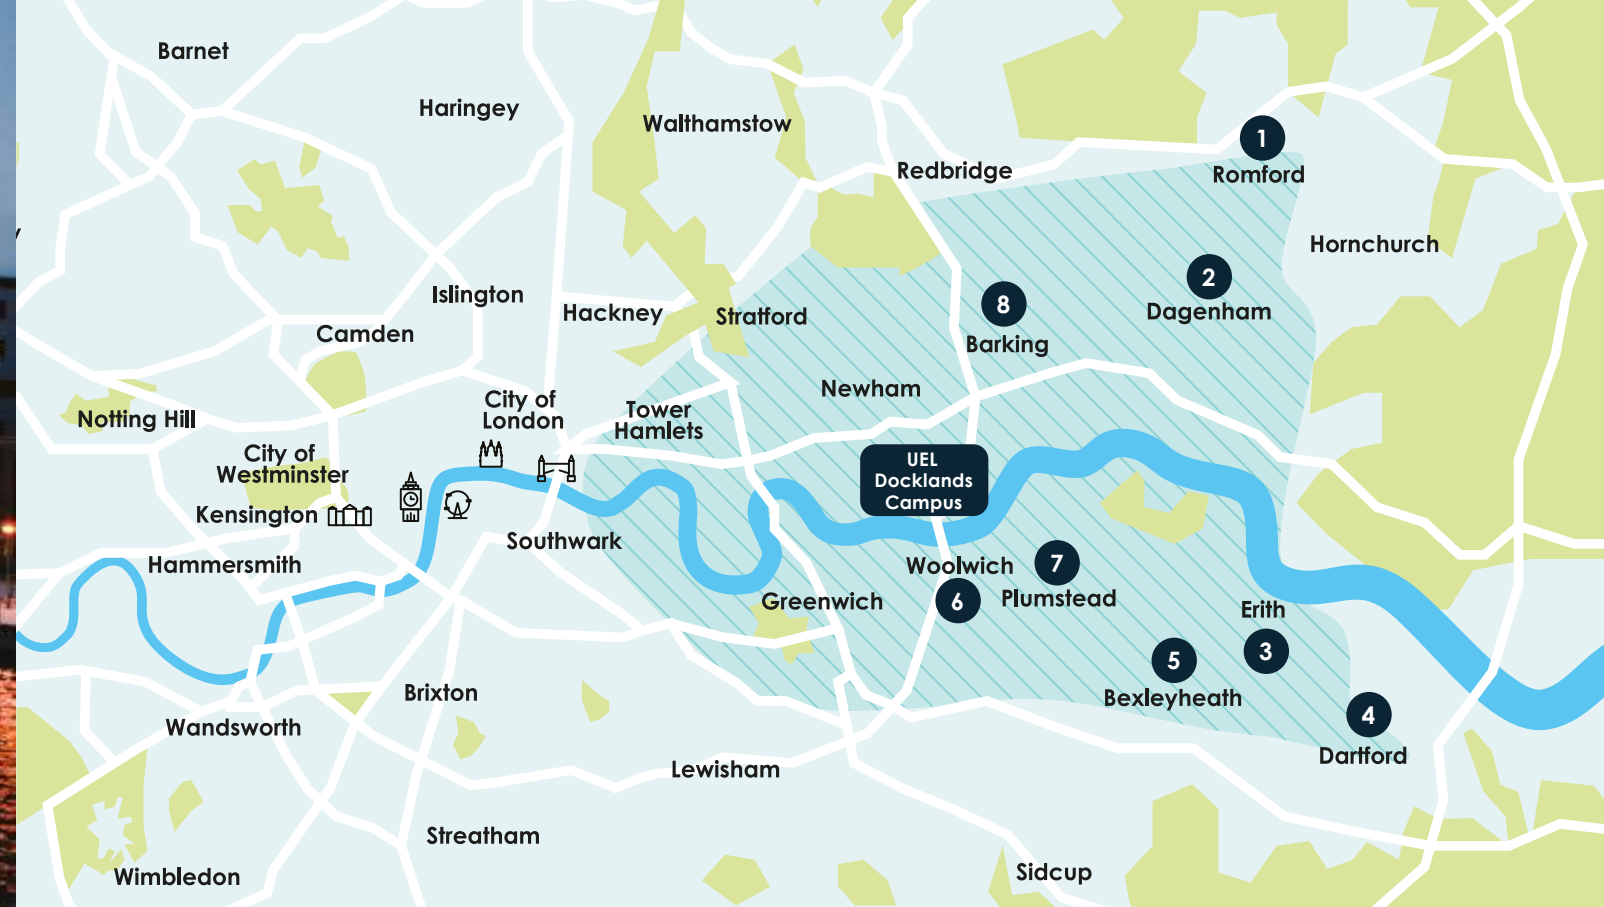 Barnet
Haringey
Walthamstow
Redbridge
1
Romford
Hornchurch
2
Dagenham
Islington
Hackney
Stratford
8
Barking
Camden
Newham
Notting Hill
City of
London
Tower
Hamlets
City of
Westminster
UEL
Docklands
Campus
Kensington
Southwark
Hammersmith
Woolwich
6
7
Plumstead
Greenwich
Erith
3
5
Bexleyheath
Brixton
4
Dartford
Wandsworth
Lewisham
Streatham
Sidcup
Wimbledon